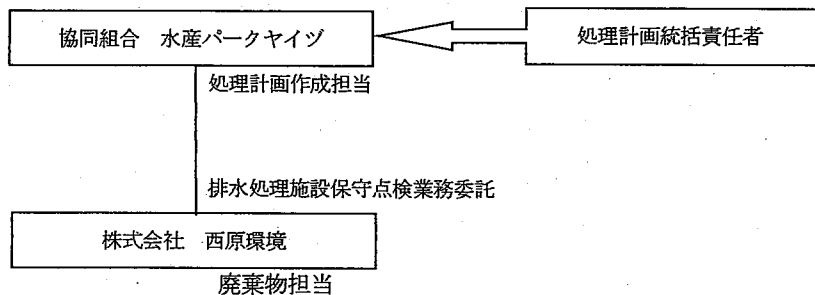 協同組合　水産パークヤイヅ
処理計画統括責任者
処理計画作成担当
排水処理施設保守点検業務委託
株式会社　西原環境
廃棄物担当